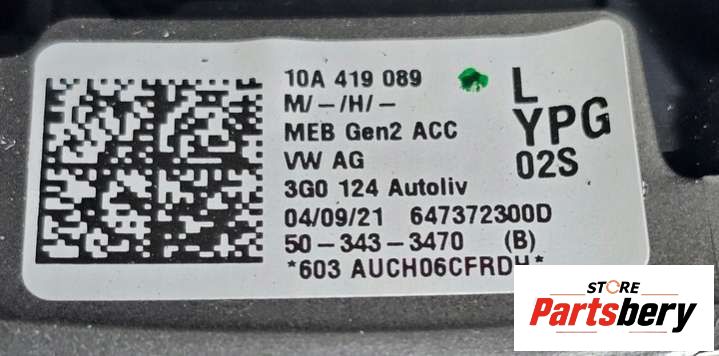 10A 419 089
M/-/H/-
MEB Gen2 ACC
VW AG
3G0 124 Autoliv
04/09/21 647372300D
50-343-3470 (B)
*603 AUCH06CFRDH*
L
YPG
02S
STORE
Partsbery